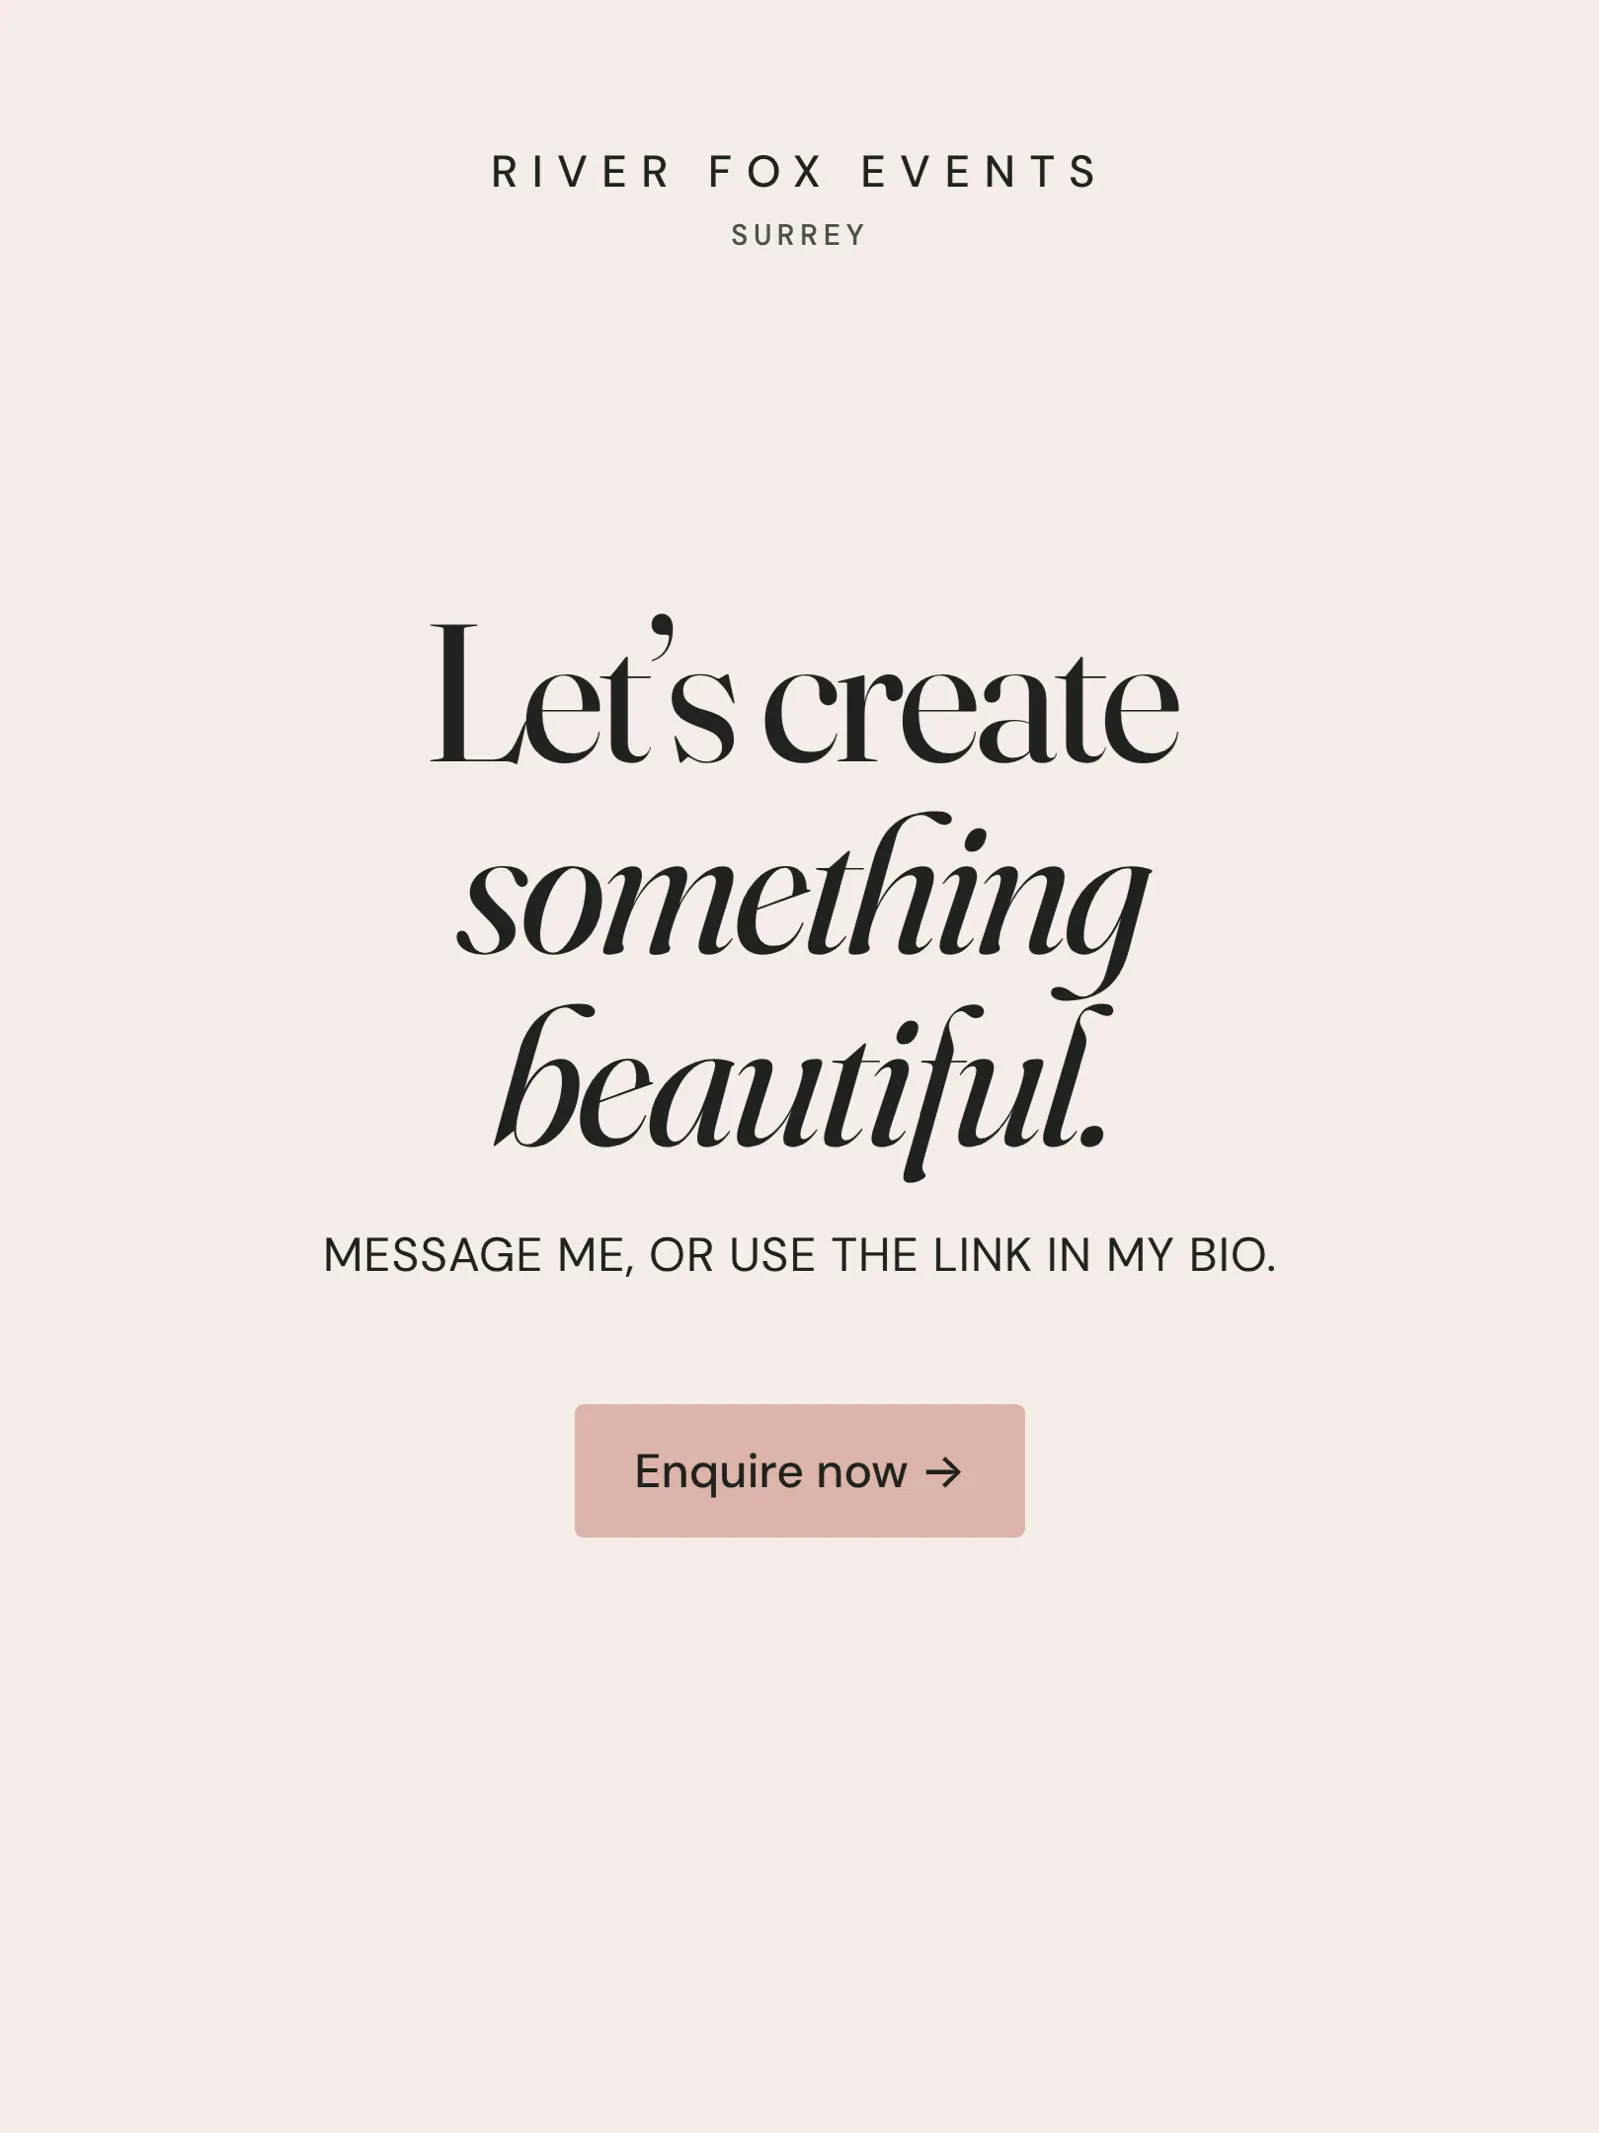 RIVER FOX EVENTS
SURREY
Let’s create
something
beautiful.
MESSAGE ME, OR USE THE LINK IN MY BIO.
Enquire now →